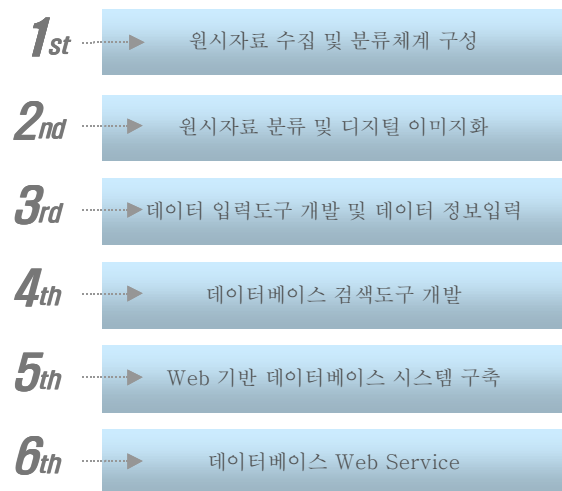 1st 원시자료 수집 및 분류체계 구성
2nd 원시자료 분류 및 디지털 이미지화
3rd 데이터 입력도구 개발 및 데이터 정보입력
4th 데이터베이스 검색도구 개발
5th Web 기반 데이터베이스 시스템 구축
6th 데이터베이스 Web Service